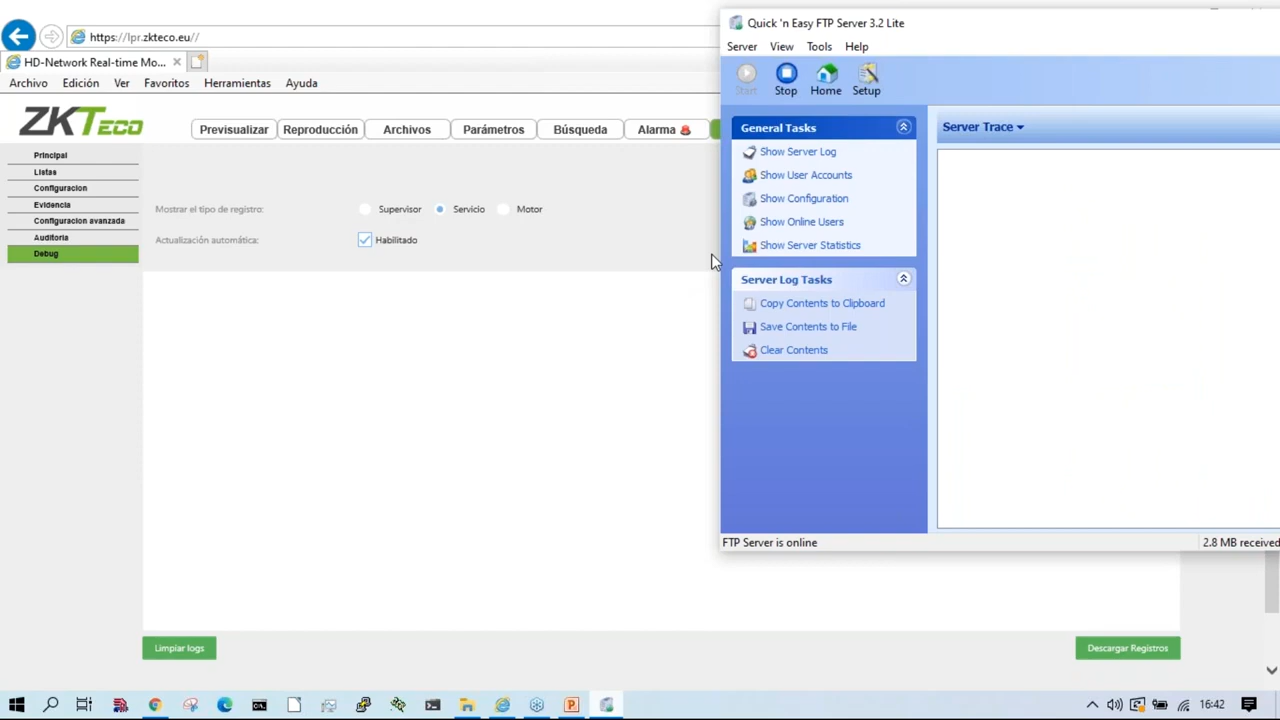 https://lpr.zkteco.eu//
HD-Network Real-time Mo...
Archivo Edición Ver Favoritos Herramientas Ayuda
ZKTeco
Previsualizar Reproducción Archivos Parámetros Búsqueda Alarma
Principal
Listas
Configuracion
Evidencia
Configuracion avanzada
Auditoria
Debug
Mostrar el tipo de registro: Supervisor Servicio Motor
Actualización automática: Habilitado
Limpiar logs
Descargar Registros
Quick 'n Easy FTP Server 3.2 Lite
Server View Tools Help
Start Stop Home Setup
General Tasks
Show Server Log
Show User Accounts
Show Configuration
Show Online Users
Show Server Statistics
Server Log Tasks
Copy Contents to Clipboard
Save Contents to File
Clear Contents
Server Trace
FTP Server is online
2.8 MB received
16:42